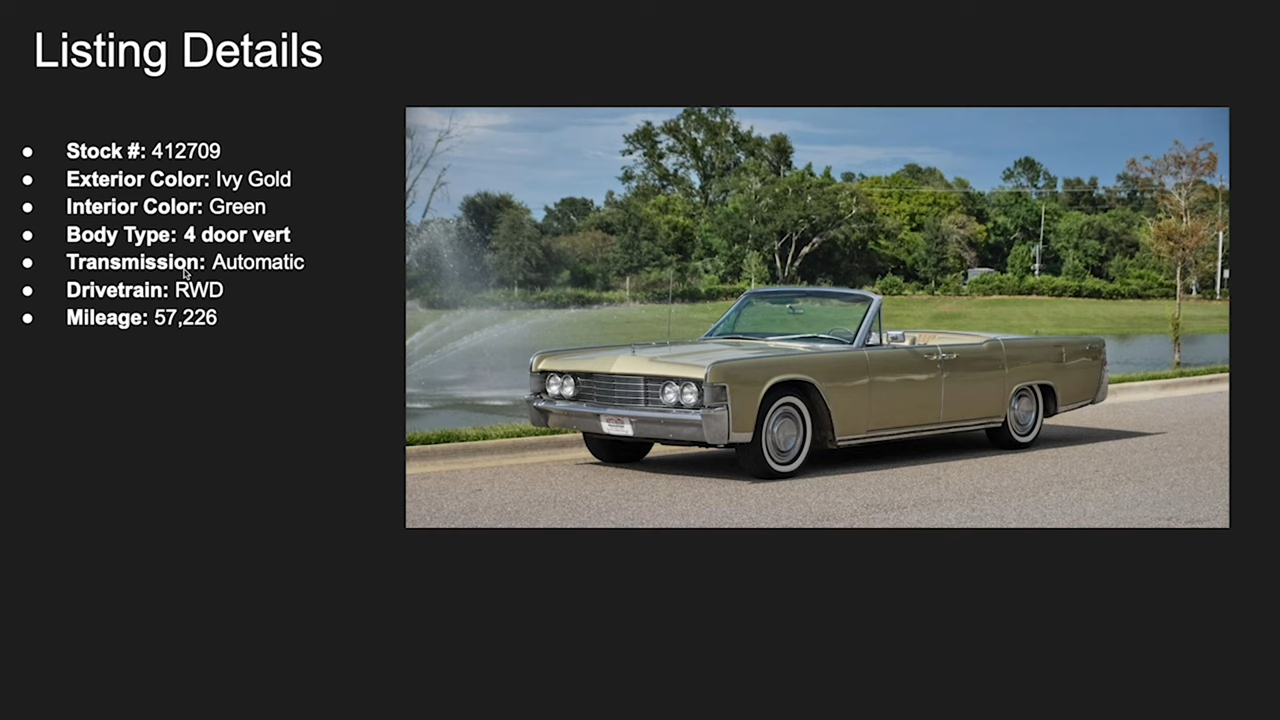 Listing Details
● Stock #: 412709
● Exterior Color: Ivy Gold
● Interior Color: Green
● Body Type: 4 door vert
● Transmission: Automatic
● Drivetrain: RWD
● Mileage: 57,226